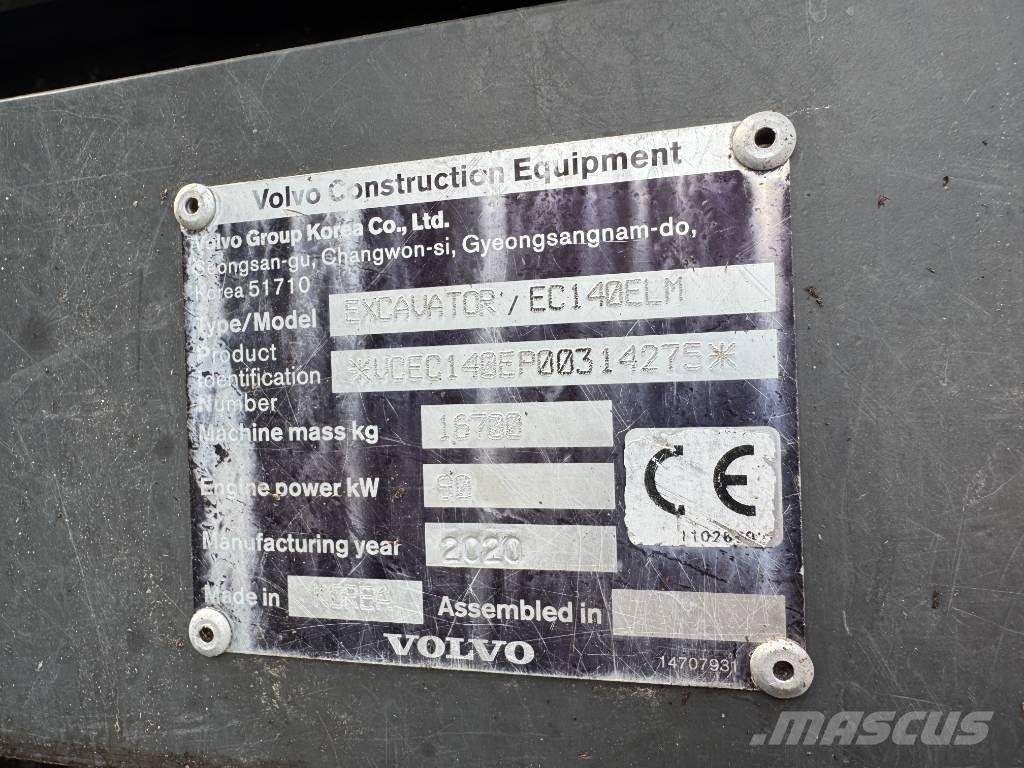 Volvo Construction Equipment
Volvo Group Korea Co., Ltd.
Seongsan-gu, Changwon-si, Gyeongsangnam-do,
Korea 51710
Type/Model EXCAVATOR / EC140ELM
Product
Identification *VCEC140EP00314275*
Number
Machine mass kg 16700
Engine power kW 90
Manufacturing year 2020
CE
Made in KOREA Assembled in
VOLVO
14707931
MASCUS